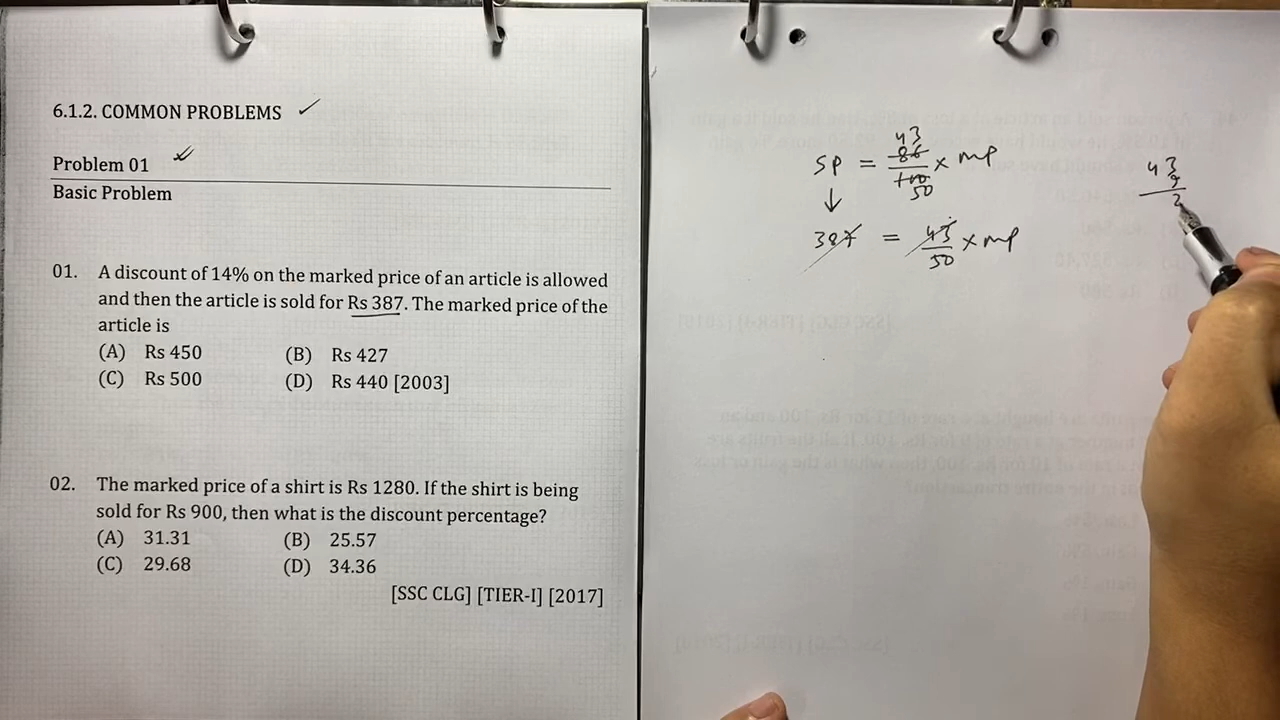 6.1.2. COMMON PROBLEMS
Problem 01
Basic Problem
01. A discount of 14% on the marked price of an article is allowed
and then the article is sold for Rs 387. The marked price of the
article is
(A) Rs 450 (B) Rs 427
(C) Rs 500 (D) Rs 440 [2003]
02. The marked price of a shirt is Rs 1280. If the shirt is being
sold for Rs 900, then what is the discount percentage?
(A) 31.31 (B) 25.57
(C) 29.68 (D) 34.36
[SSC CLG] [TIER-I] [2017]
43
SP = 86/100 × MP
50
387 = 43/50 × MP
43
9